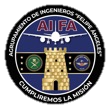 AGRUPAMIENTO DE INGENIEROS "FELIPE ÁNGELES"
AIFA
CUMPLIREMOS LA MISIÓN